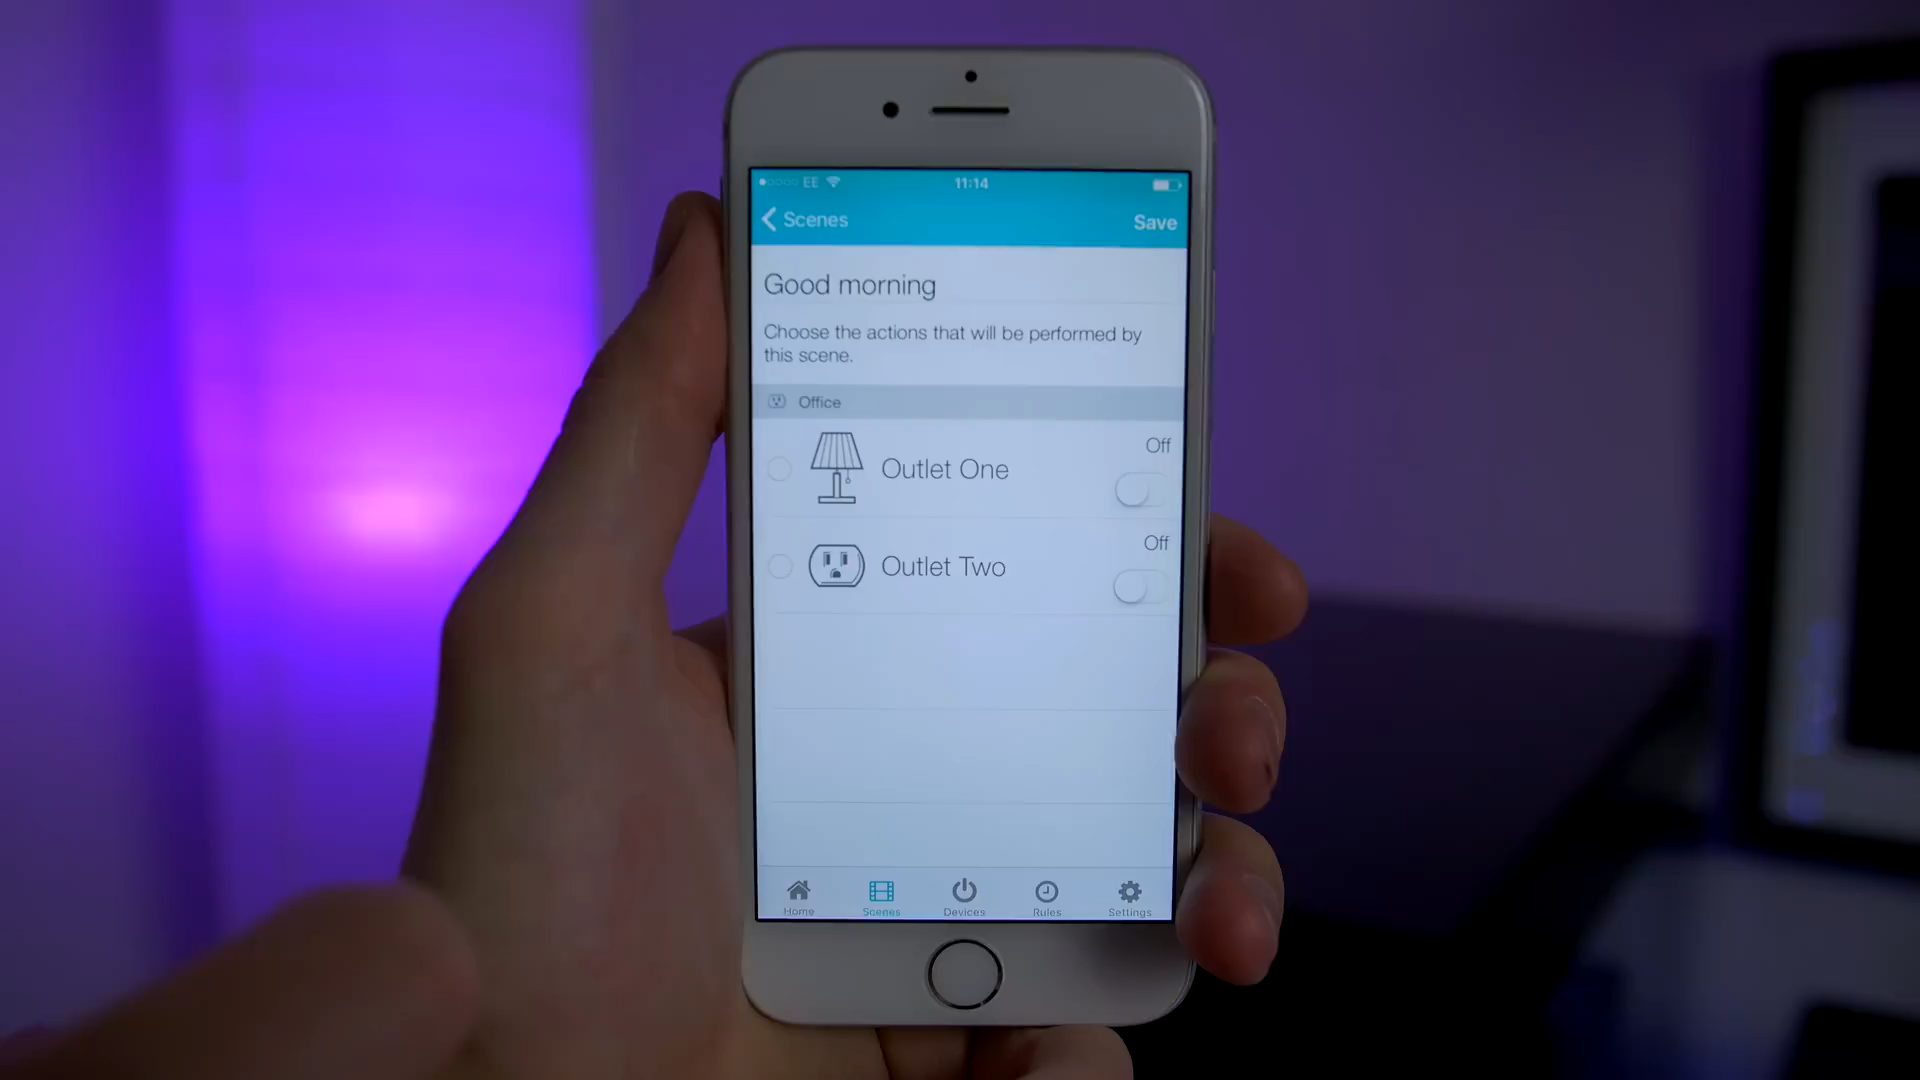 EE 11:14
Scenes Save
Good morning
Choose the actions that will be performed by
this scene.
Office
Off
Outlet One
Off
Outlet Two
Home Scenes Devices Rules Settings